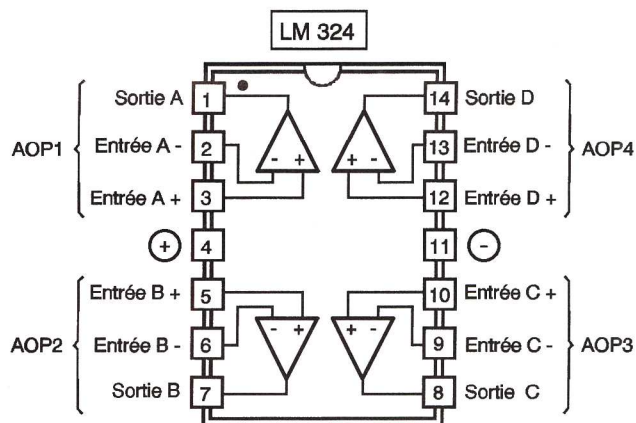 LM 324
Sortie A 1 14 Sortie D
AOP1 Entrée A - 2 13 Entrée D - AOP4
- + + -
Entrée A + 3 12 Entrée D +
+ 4 11 -
Entrée B + 5 10 Entrée C +
- + + -
AOP2 Entrée B - 6 9 Entrée C - AOP3
Sortie B 7 8 Sortie C